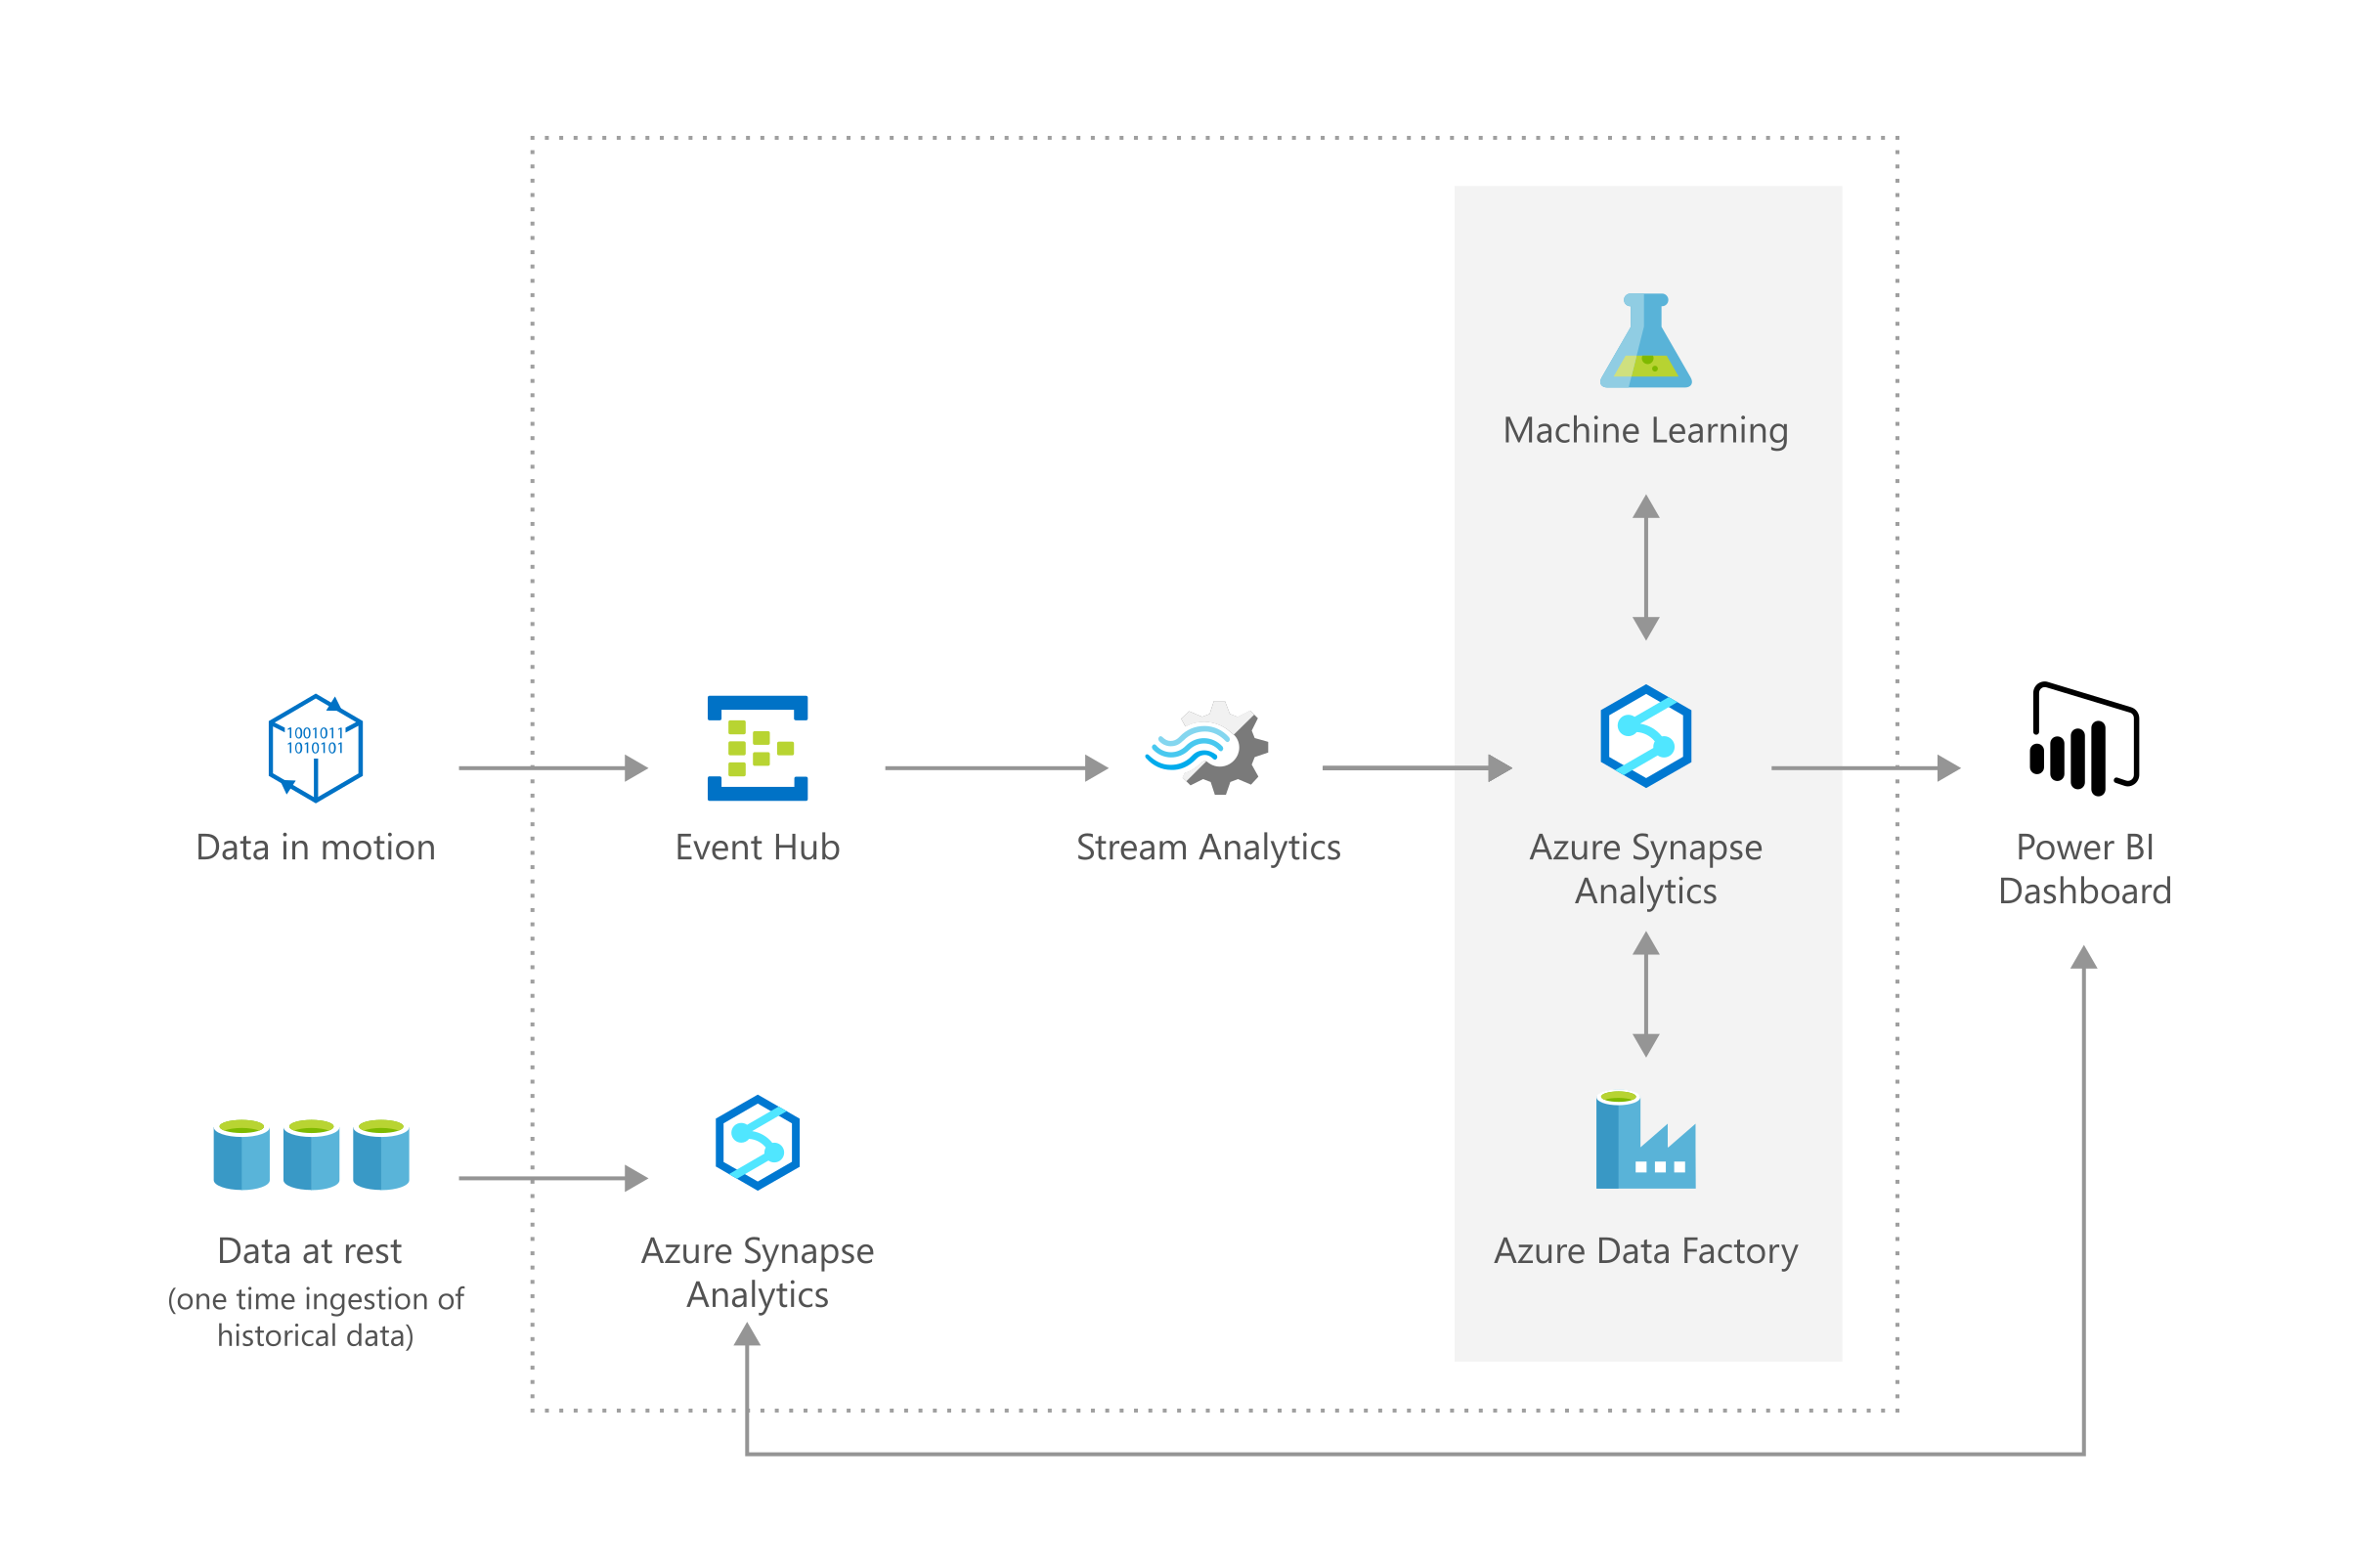 Machine Learning
1001011
1010101
Data in motion
Event Hub
Stream Analytics
Azure Synapse
Analytics
Power BI
Dashboard
Data at rest
(one time ingestion of
historical data)
Azure Synapse
Analytics
Azure Data Factory